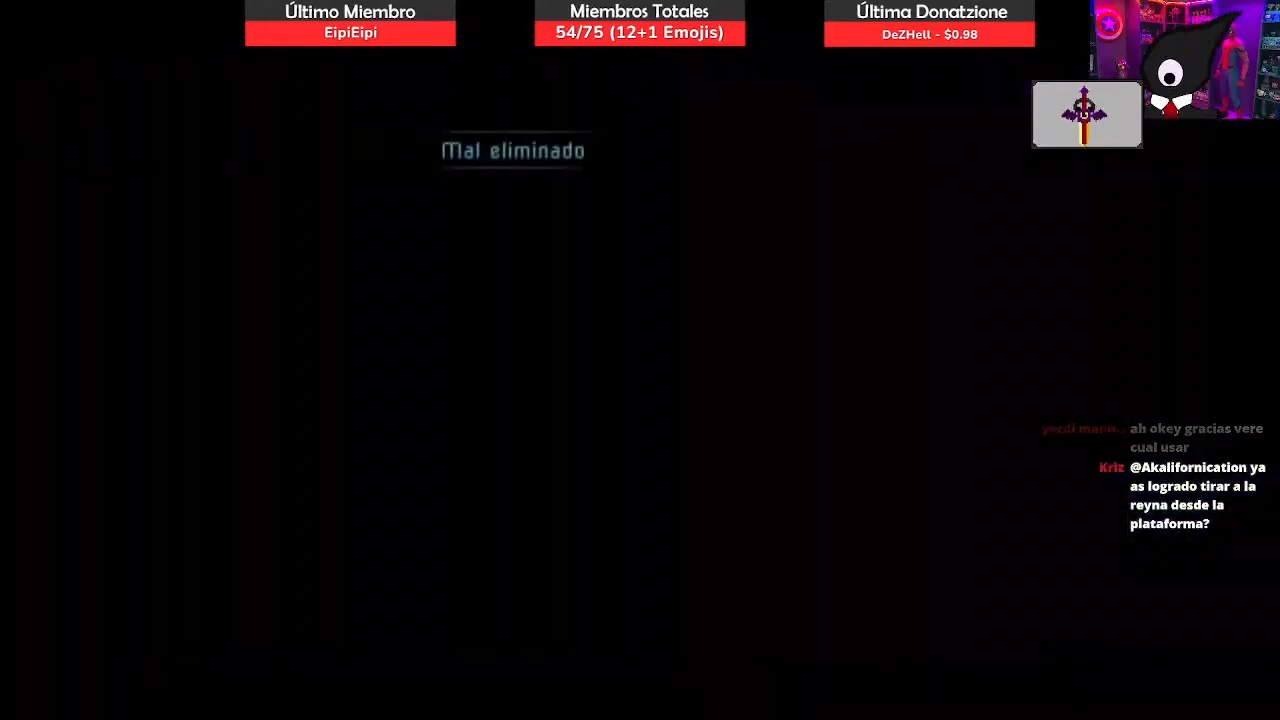 Último Miembro
EipiEipi
Miembros Totales
54/75 (12+1 Emojis)
Última Donatzione
DeZHell - $0.98
Mal eliminado
ah okey gracias vere
cual usar
Kriz @Akalifornication ya
as logrado tirar a la
reyna desde la
plataforma?